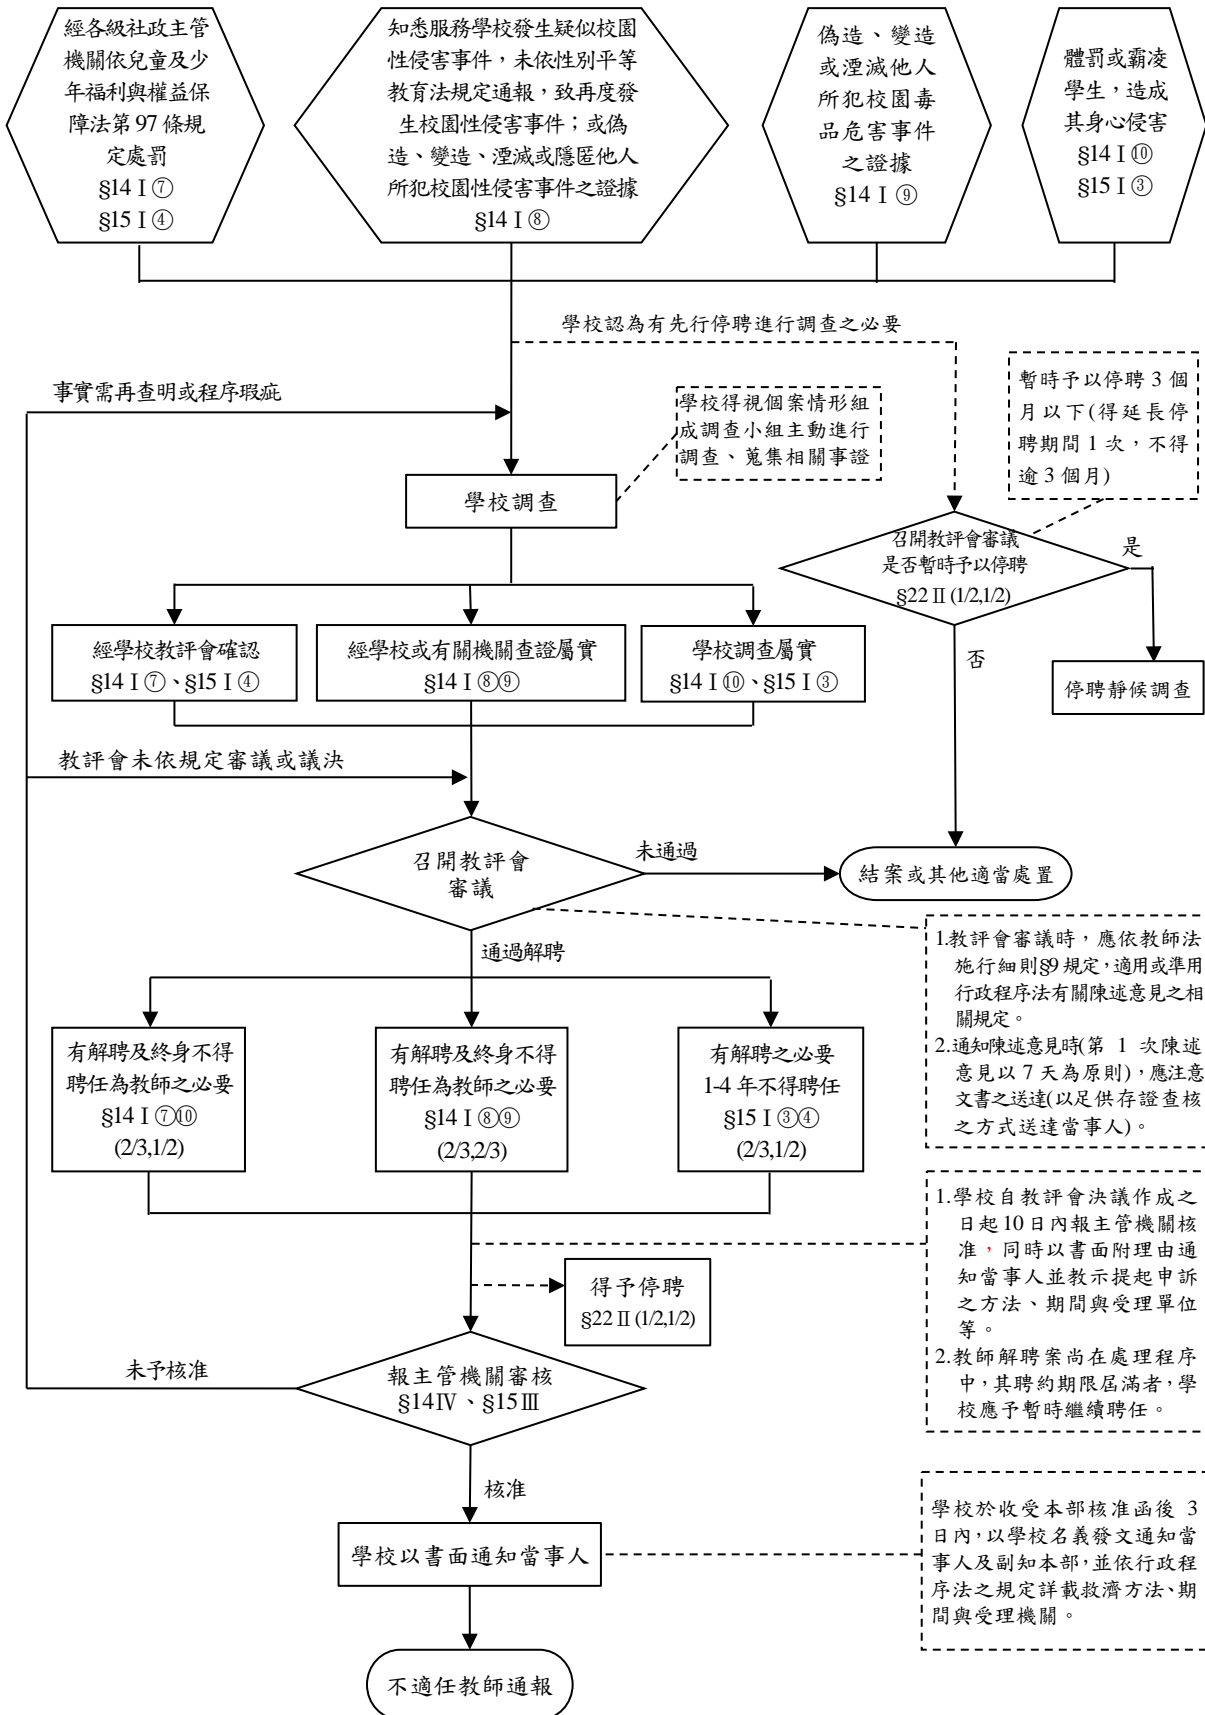 經各級社政主管
機關依兒童及少
年福利與權益保
障法第 97 條規
定處罰
§14 I ⑦
§15 I ④
知悉服務學校發生疑似校園
性侵害事件，未依性別平等
教育法規定通報，致再度發
生校園性侵害事件；或偽
造、變造、湮滅或隱匿他人
所犯校園性侵害事件之證據
§14 I ⑧
偽造、變造
或湮滅他人
所犯校園毒
品危害事件
之證據
§14 I ⑨
體罰或霸凌
學生，造成
其身心侵害
§14 I ⑩
§15 I ③
學校認為有先行停聘進行調查之必要
事實需再查明或程序瑕疵
學校得視個案情形組
成調查小組主動進行
調查、蒐集相關事證
暫時予以停聘 3 個
月以下(得延長停
聘期間 1 次，不得
逾 3 個月)
學校調查
召開教評會審議
是否暫時予以停聘
§22 II (1/2,1/2)
是
否
停聘靜候調查
經學校教評會確認
§14 I ⑦、§15 I ④
經學校或有關機關查證屬實
§14 I ⑧⑨
學校調查屬實
§14 I ⑩、§15 I ③
教評會未依規定審議或議決
召開教評會
審議
未通過
結案或其他適當處置
通過解聘
1.教評會審議時，應依教師法
施行細則§9 規定，適用或準用
行政程序法有關陳述意見之相
關規定。
2.通知陳述意見時(第 1 次陳述
意見以 7 天為原則)，應注意
文書之送達(以足供存證查核
之方式送達當事人)。
有解聘及終身不得
聘任為教師之必要
§14 I ⑦⑩
(2/3,1/2)
有解聘及終身不得
聘任為教師之必要
§14 I ⑧⑨
(2/3,2/3)
有解聘之必要
1-4 年不得聘任
§15 I ③④
(2/3,1/2)
1.學校自教評會決議作成之
日起 10 日內報主管機關核
准，同時以書面附理由通
知當事人並教示提起申訴
之方法、期間與受理單位
等。
2.教師解聘案尚在處理程序
中，其聘約期限屆滿者，學
校應予暫時繼續聘任。
得予停聘
§22 II (1/2,1/2)
未予核准
報主管機關審核
§14IV、§15III
核准
學校以書面通知當事人
學校於收受本部核准函後 3
日內，以學校名義發文通知當
事人及副知本部，並依行政程
序法之規定詳載救濟方法、期
間與受理機關。
不適任教師通報